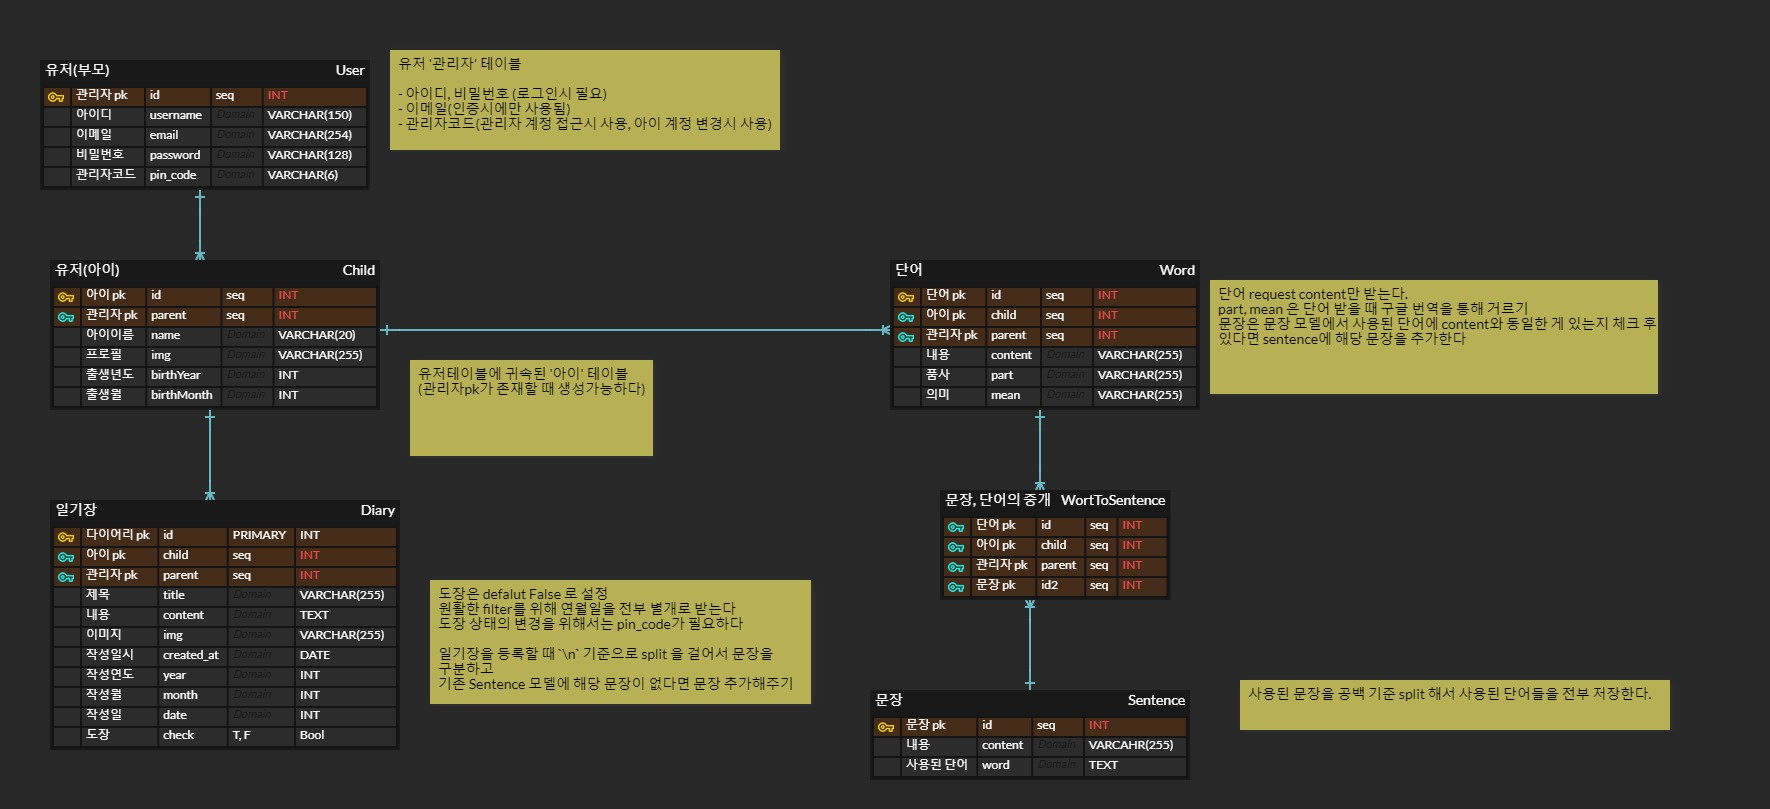 유저(부모) User
관리자 pk id seq INT
아이디 username Domain VARCHAR(150)
이메일 email Domain VARCHAR(254)
비밀번호 password Domain VARCHAR(128)
관리자코드 pin_code Domain VARCHAR(6)
유저 '관리자' 테이블
- 아이디, 비밀번호 (로그인시 필요)
- 이메일(인증시에만 사용됨)
- 관리자코드(관리자 계정 접근시 사용, 아이 계정 변경시 사용)
유저(아이) Child
아이 pk id seq INT
관리자 pk parent seq INT
아이이름 name Domain VARCHAR(20)
프로필 img Domain VARCHAR(255)
출생년도 birthYear Domain INT
출생월 birthMonth Domain INT
유저테이블에 귀속된 '아이' 테이블
(관리자pk가 존재할 때 생성가능하다)
단어 Word
단어 pk id seq INT
아이 pk child seq INT
관리자 pk parent seq INT
내용 content Domain VARCHAR(255)
품사 part Domain VARCHAR(255)
의미 mean Domain VARCHAR(255)
단어 request content만 받는다.
part, mean 은 단어 받을 때 구글 번역을 통해 거르기
문장은 문장 모델에서 사용된 단어에 content와 동일한 게 있는지 체크 후
있다면 sentence에 해당 문장을 추가한다
일기장 Diary
다이어리 pk id PRIMARY INT
아이 pk child seq INT
관리자 pk parent seq INT
제목 title Domain VARCHAR(255)
내용 content Domain TEXT
이미지 img Domain VARCHAR(255)
작성일시 created_at Domain DATE
작성연도 year Domain INT
작성월 month Domain INT
작성일 date Domain INT
도장 check T, F Bool
도장은 defalut False 로 설정
원활한 filter를 위해 연월일을 전부 별개로 받는다
도장 상태의 변경을 위해서는 pin_code가 필요하다
일기장을 등록할 때 `\n` 기준으로 split 을 걸어서 문장을
구분하고
기존 Sentence 모델에 해당 문장이 없다면 문장 추가해주기
문장, 단어의 중개 WortToSentence
단어 pk id seq INT
아이 pk child seq INT
관리자 pk parent seq INT
문장 pk id2 seq INT
문장 Sentence
문장 pk id seq INT
내용 content Domain VARCAHR(255)
사용된 단어 word Domain TEXT
사용된 문장을 공백 기준 split 해서 사용된 단어들을 전부 저장한다.